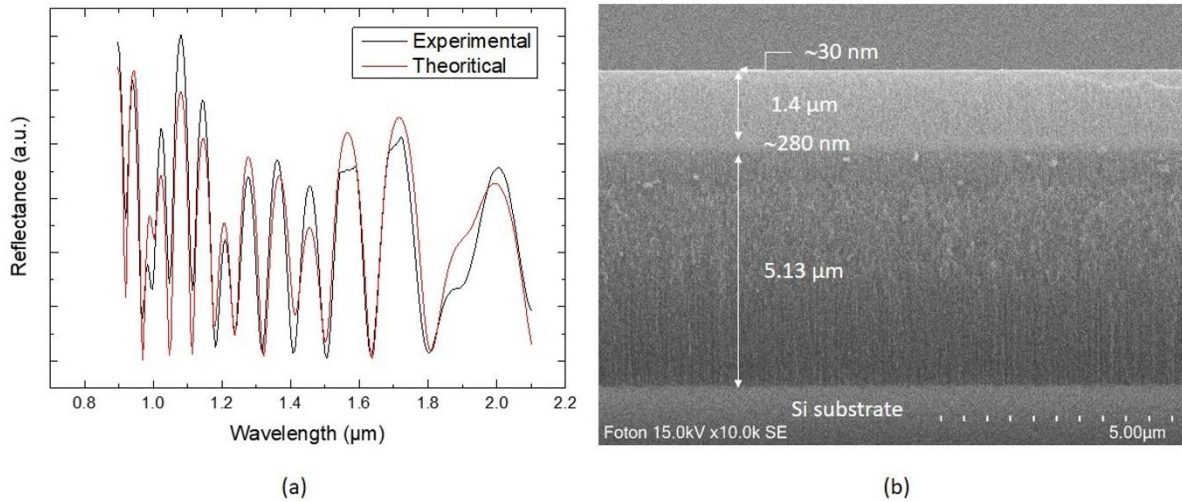 Experimental
Theoritical
Reflectance (a.u.)
0.8 1.0 1.2 1.4 1.6 1.8 2.0 2.2
Wavelength (µm)
(a)
~30 nm
1.4 µm
~280 nm
5.13 µm
Si substrate
Foton 15.0kV x10.0k SE 5.00µm
(b)